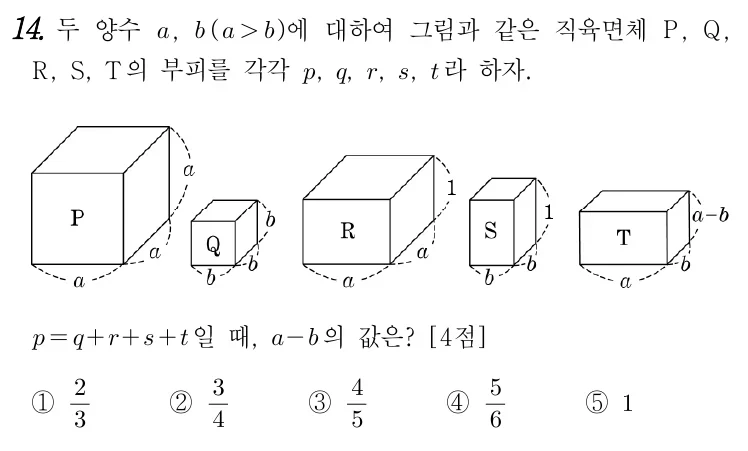 14. 두 양수 a, b(a>b)에 대하여 그림과 같은 직육면체 P, Q,
R, S, T의 부피를 각각 p, q, r, s, t라 하자.
P a a a
Q b b b
R 1 a a
S 1 b b
T a-b b a
p=q+r+s+t일 때, a-b의 값은? [4점]
① 2/3 ② 3/4 ③ 4/5 ④ 5/6 ⑤ 1